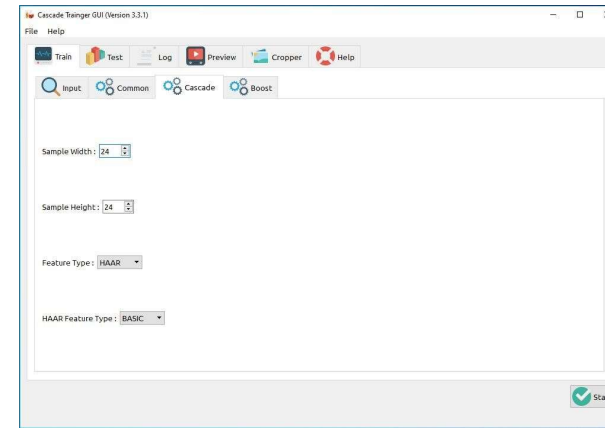 Cascade Trainger GUI (Version 3.3.1)
File Help
Train Test Log Preview Cropper Help
Input Common Cascade Boost
Sample Width : 24
Sample Height : 24
Feature Type : HAAR
HAAR Feature Type : BASIC
Sta